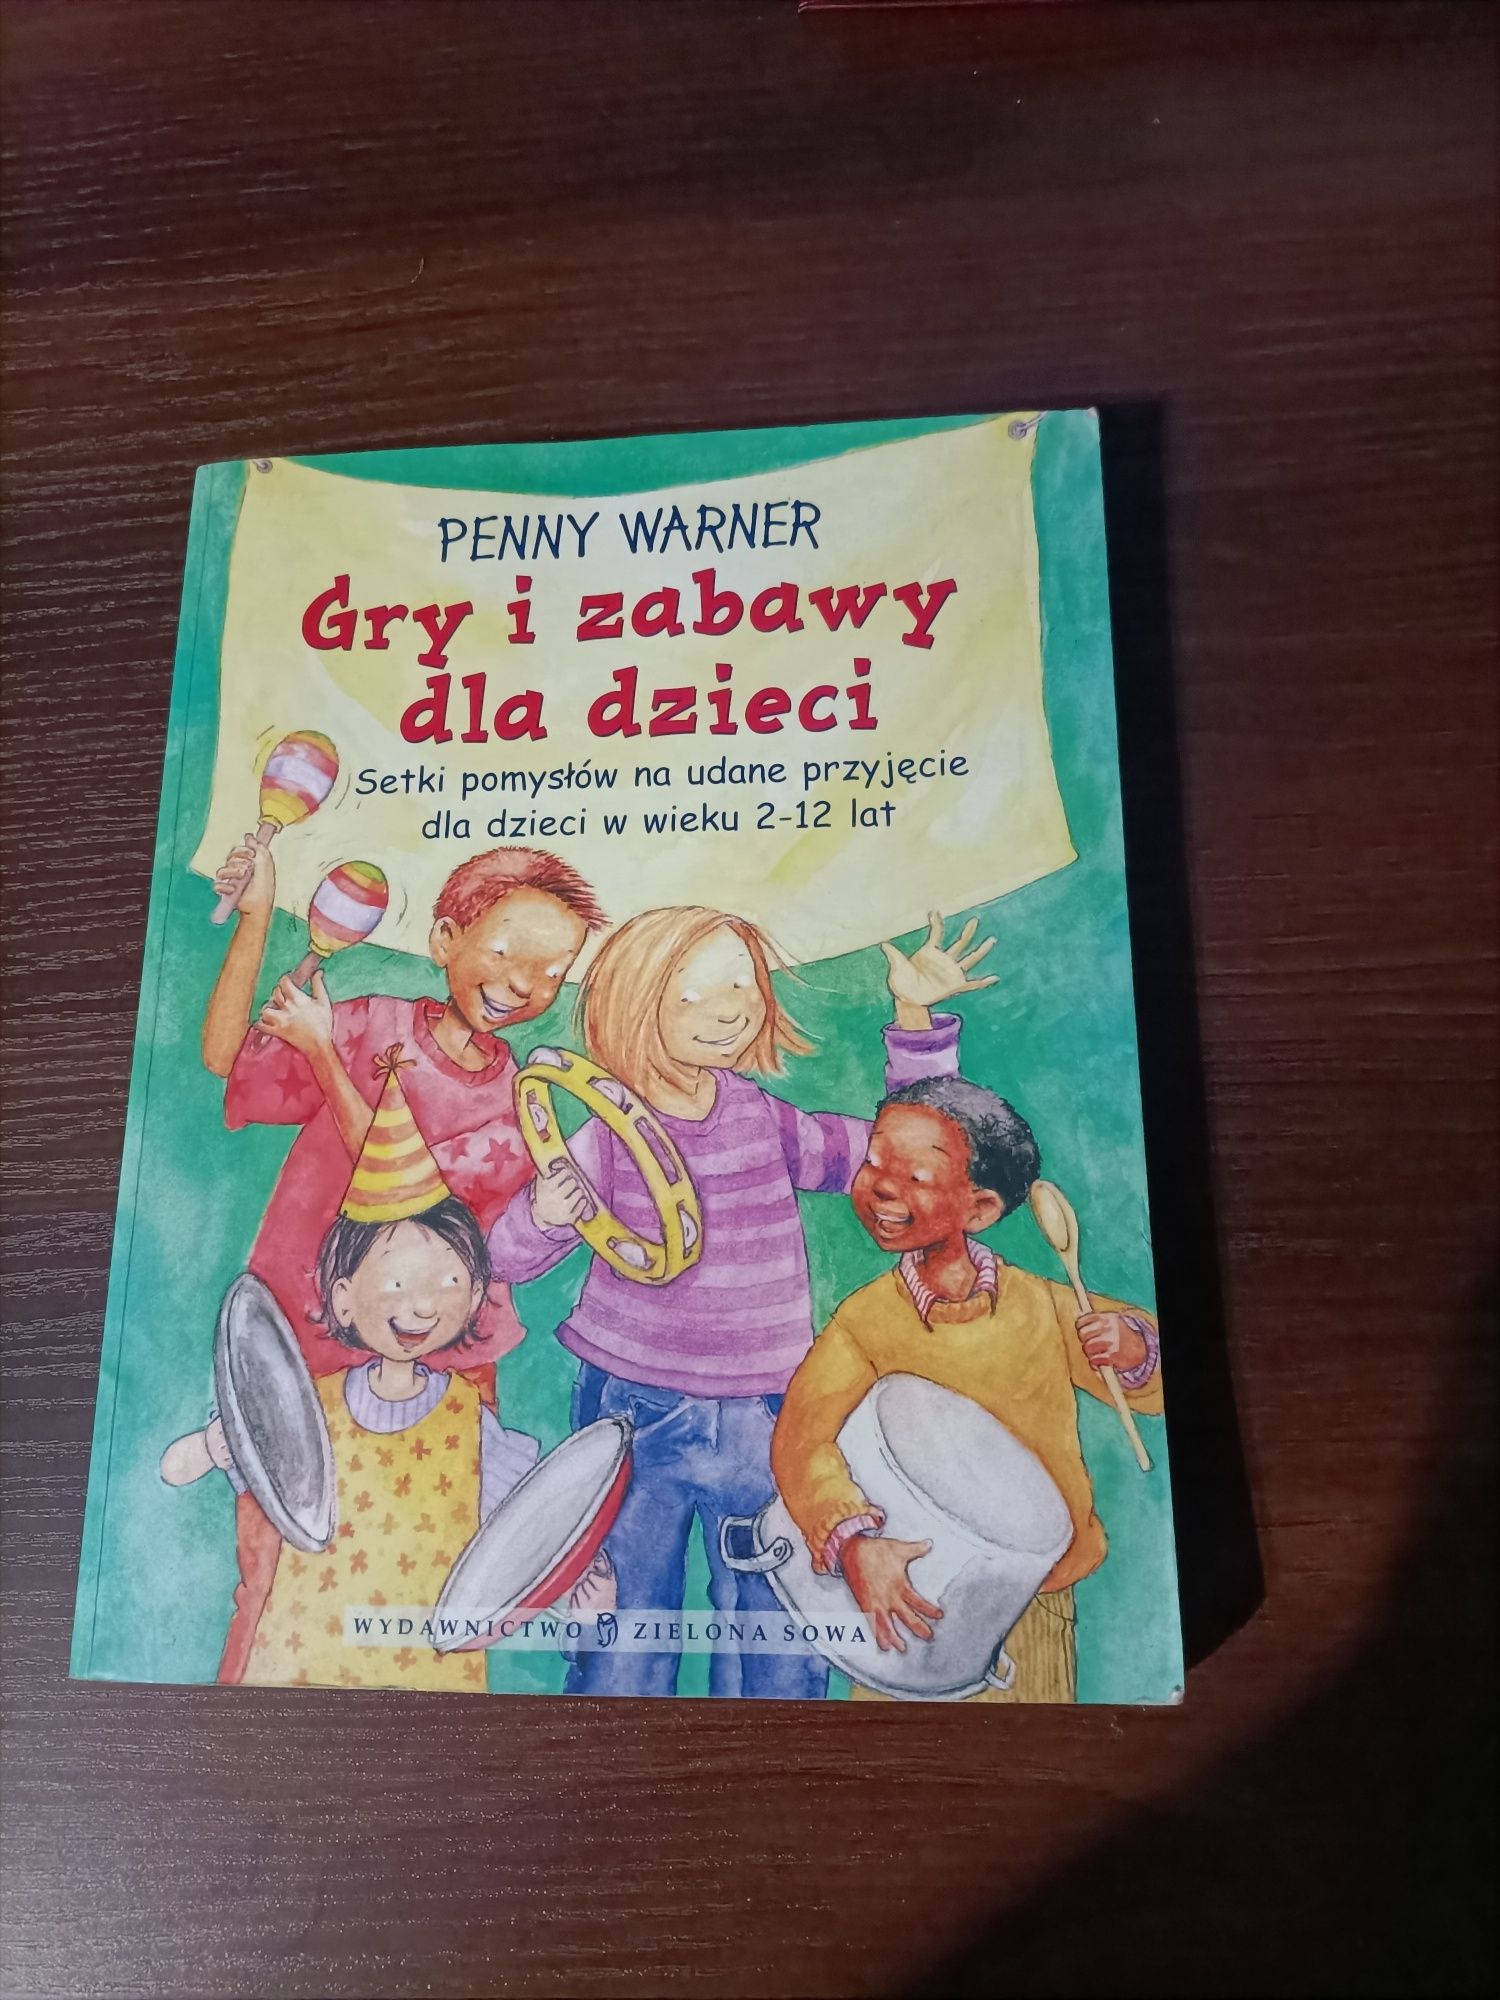 PENNY WARNER
Gry i zabawy
dla dzieci
Setki pomysłów na udane przyjęcie
dla dzieci w wieku 2-12 lat
WYDAWNICTWO ZIELONA SOWA